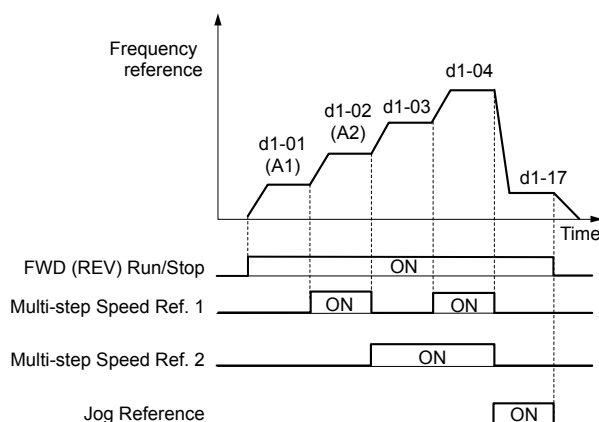 Frequency
reference
d1-01
(A1)
d1-02
(A2)
d1-03
d1-04
d1-17
Time
FWD (REV) Run/Stop
ON
Multi-step Speed Ref. 1
ON
ON
Multi-step Speed Ref. 2
ON
Jog Reference
ON